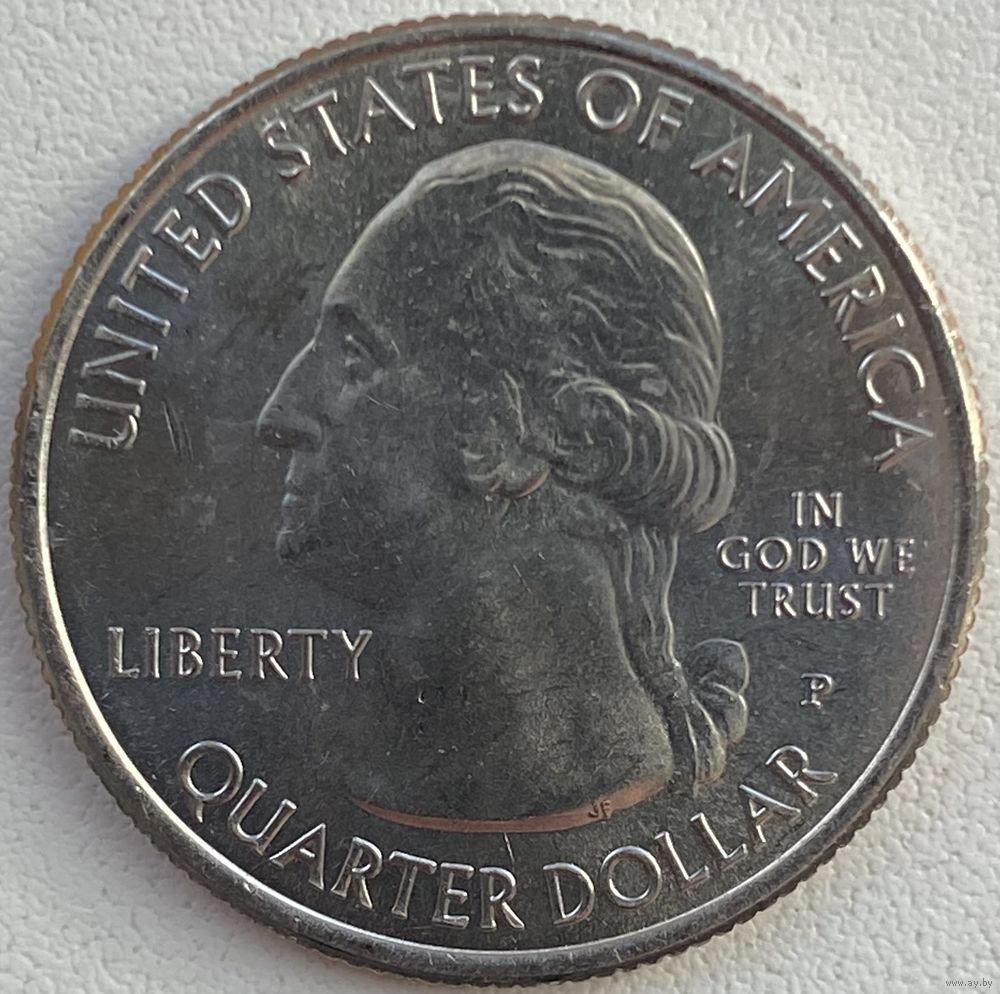 UNITED STATES OF AMERICA
IN
GOD WE
TRUST
LIBERTY
P
JF
QUARTER DOLLAR
www.ay.by